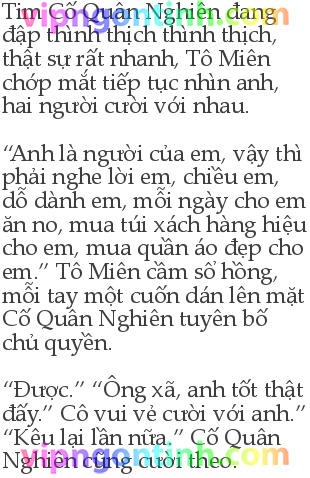 Tim Cố Quân Nghiên đang
vipngontinh.com
đập thình thịch thình thịch,
thật sự rất nhanh, Tô Miên
chớp mắt tiếp tục nhìn anh,
hai người cười với nhau.

“Anh là người của em, vậy thì
phải nghe lời em, chiều em,
dỗ dành em, mỗi ngày cho em
ăn no, mua túi xách hàng hiệu
cho em, mua quần áo đẹp cho
em.” Tô Miên cầm sổ hồng,
mỗi tay một cuốn dán lên mặt
Cố Quân Nghiên tuyên bố
chủ quyền.

“Được.” “Ông xã, anh tốt thật
đấy.” Cô vui vẻ cười với anh.”
“Kêu lại lần nữa.” Cố Quân
Nghiên cũng cười theo.
vipngontinh.com